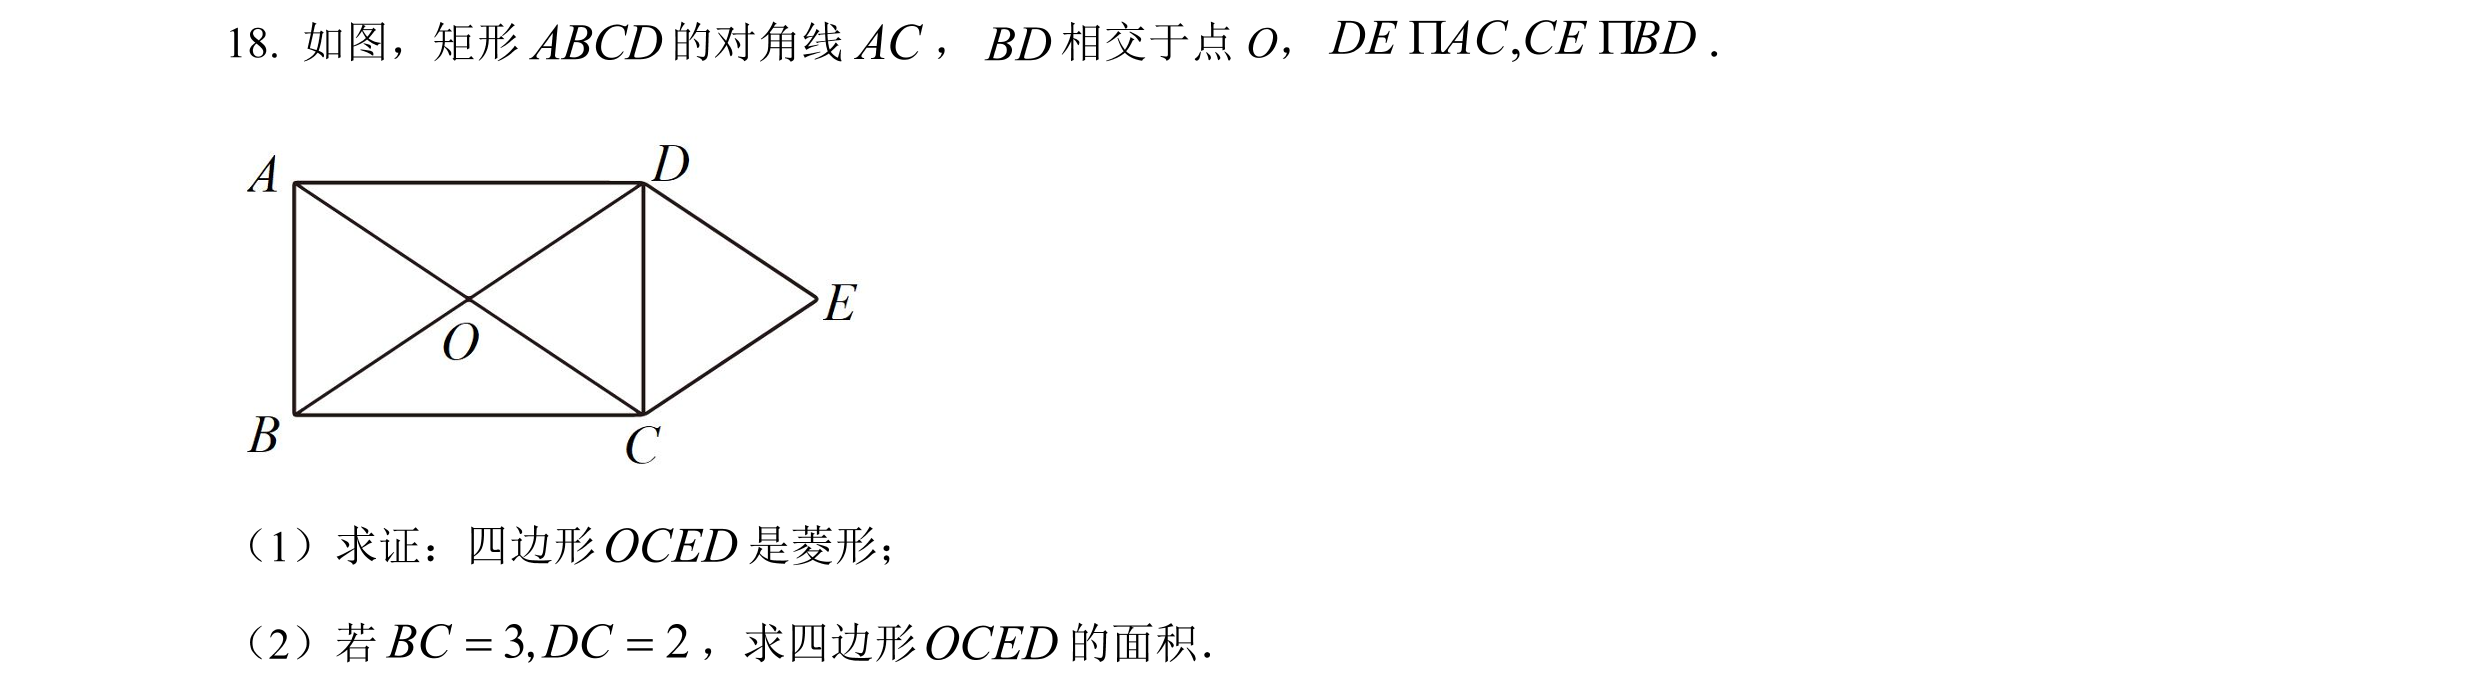 18. 如图，矩形 ABCD 的对角线 AC ， BD 相交于点 O， DE ∏AC,CE ∏BD .
A
D
E
O
B
C
（1）求证：四边形 OCED 是菱形；
（2）若 BC = 3, DC = 2 ，求四边形 OCED 的面积.